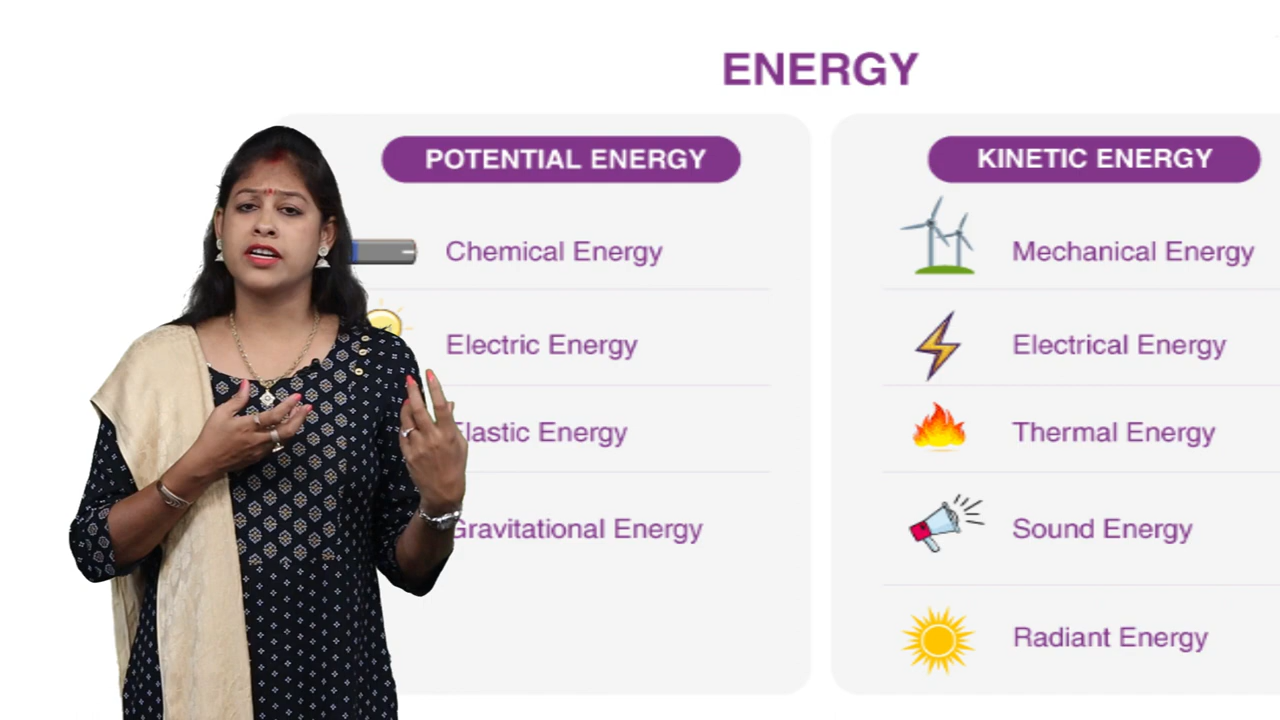 ENERGY
POTENTIAL ENERGY
Chemical Energy
Electric Energy
Elastic Energy
Gravitational Energy
KINETIC ENERGY
Mechanical Energy
Electrical Energy
Thermal Energy
Sound Energy
Radiant Energy